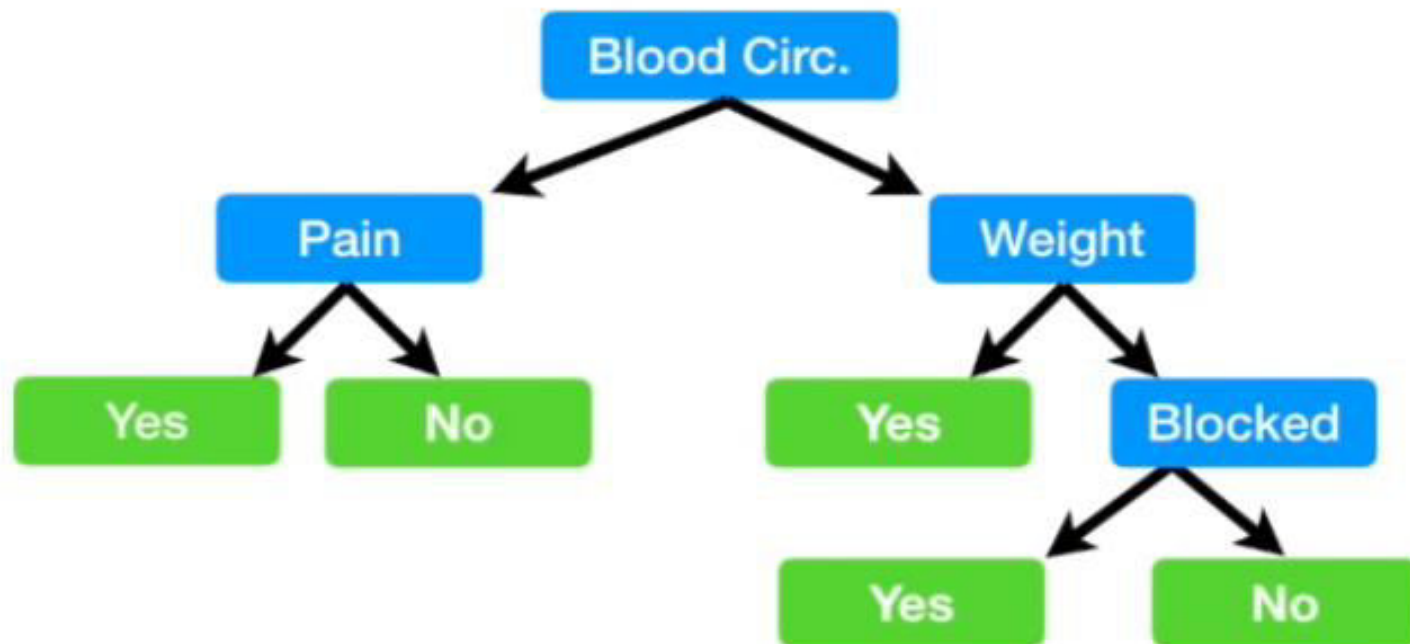 Blood Circ.
Pain
Weight
Yes
No
Yes
Blocked
Yes
No